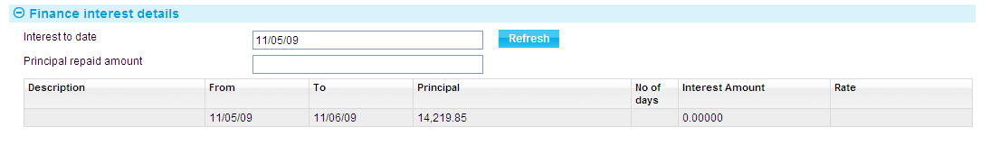 Finance interest details
Interest to date 11/05/09 Refresh
Principal repaid amount
Description From To Principal No of days Interest Amount Rate
11/05/09 11/06/09 14,219.85 0.00000